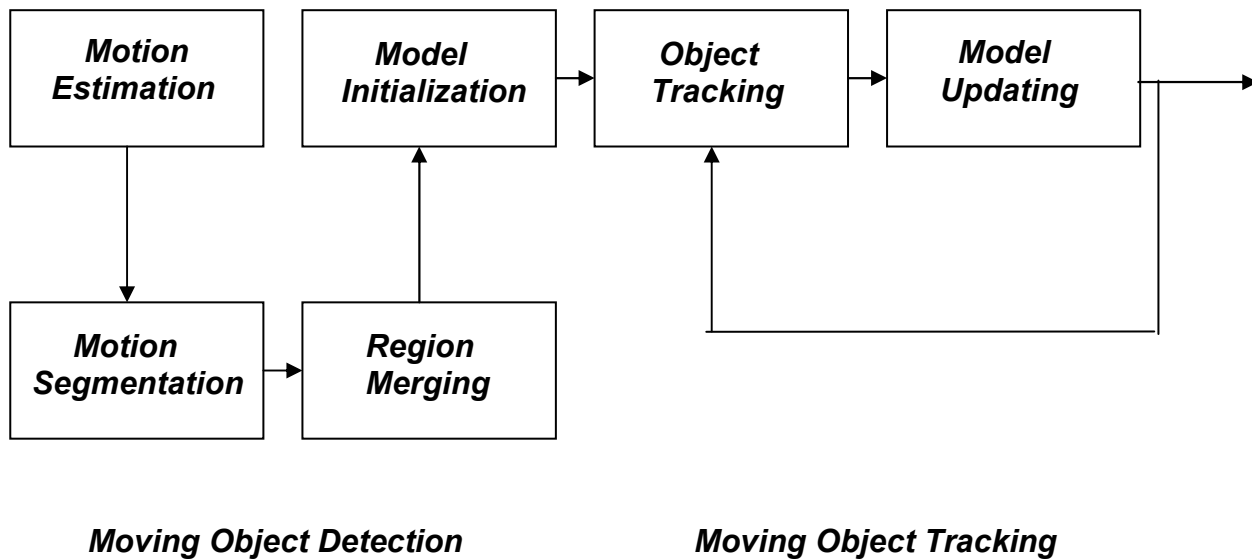 Motion
Estimation
Model
Initialization
Object
Tracking
Model
Updating
Motion
Segmentation
Region
Merging
Moving Object Detection
Moving Object Tracking